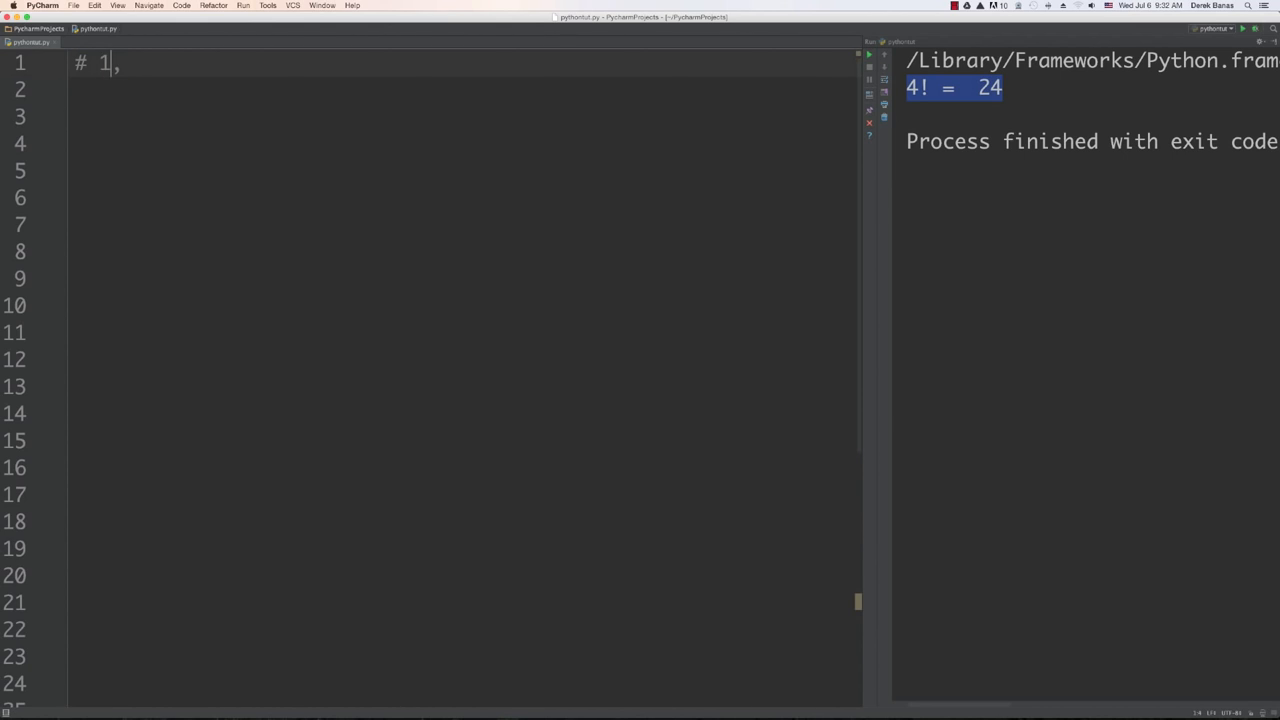 PyCharm File Edit View Navigate Code Refactor Run Tools VCS Window Help 10 Wed Jul 6 9:32 AM Derek Banas
pythontut.py - PycharmProjects - [~/PycharmProjects]
PycharmProjects pythontut.py pythontut
pythontut.py Run pythontut
1 # 1,
2
3
4
5
6
7
8
9
10
11
12
13
14
15
16
17
18
19
20
21
22
23
24
/Library/Frameworks/Python.fram
4! =  24
Process finished with exit code
1:4 LF÷ UTF-8÷